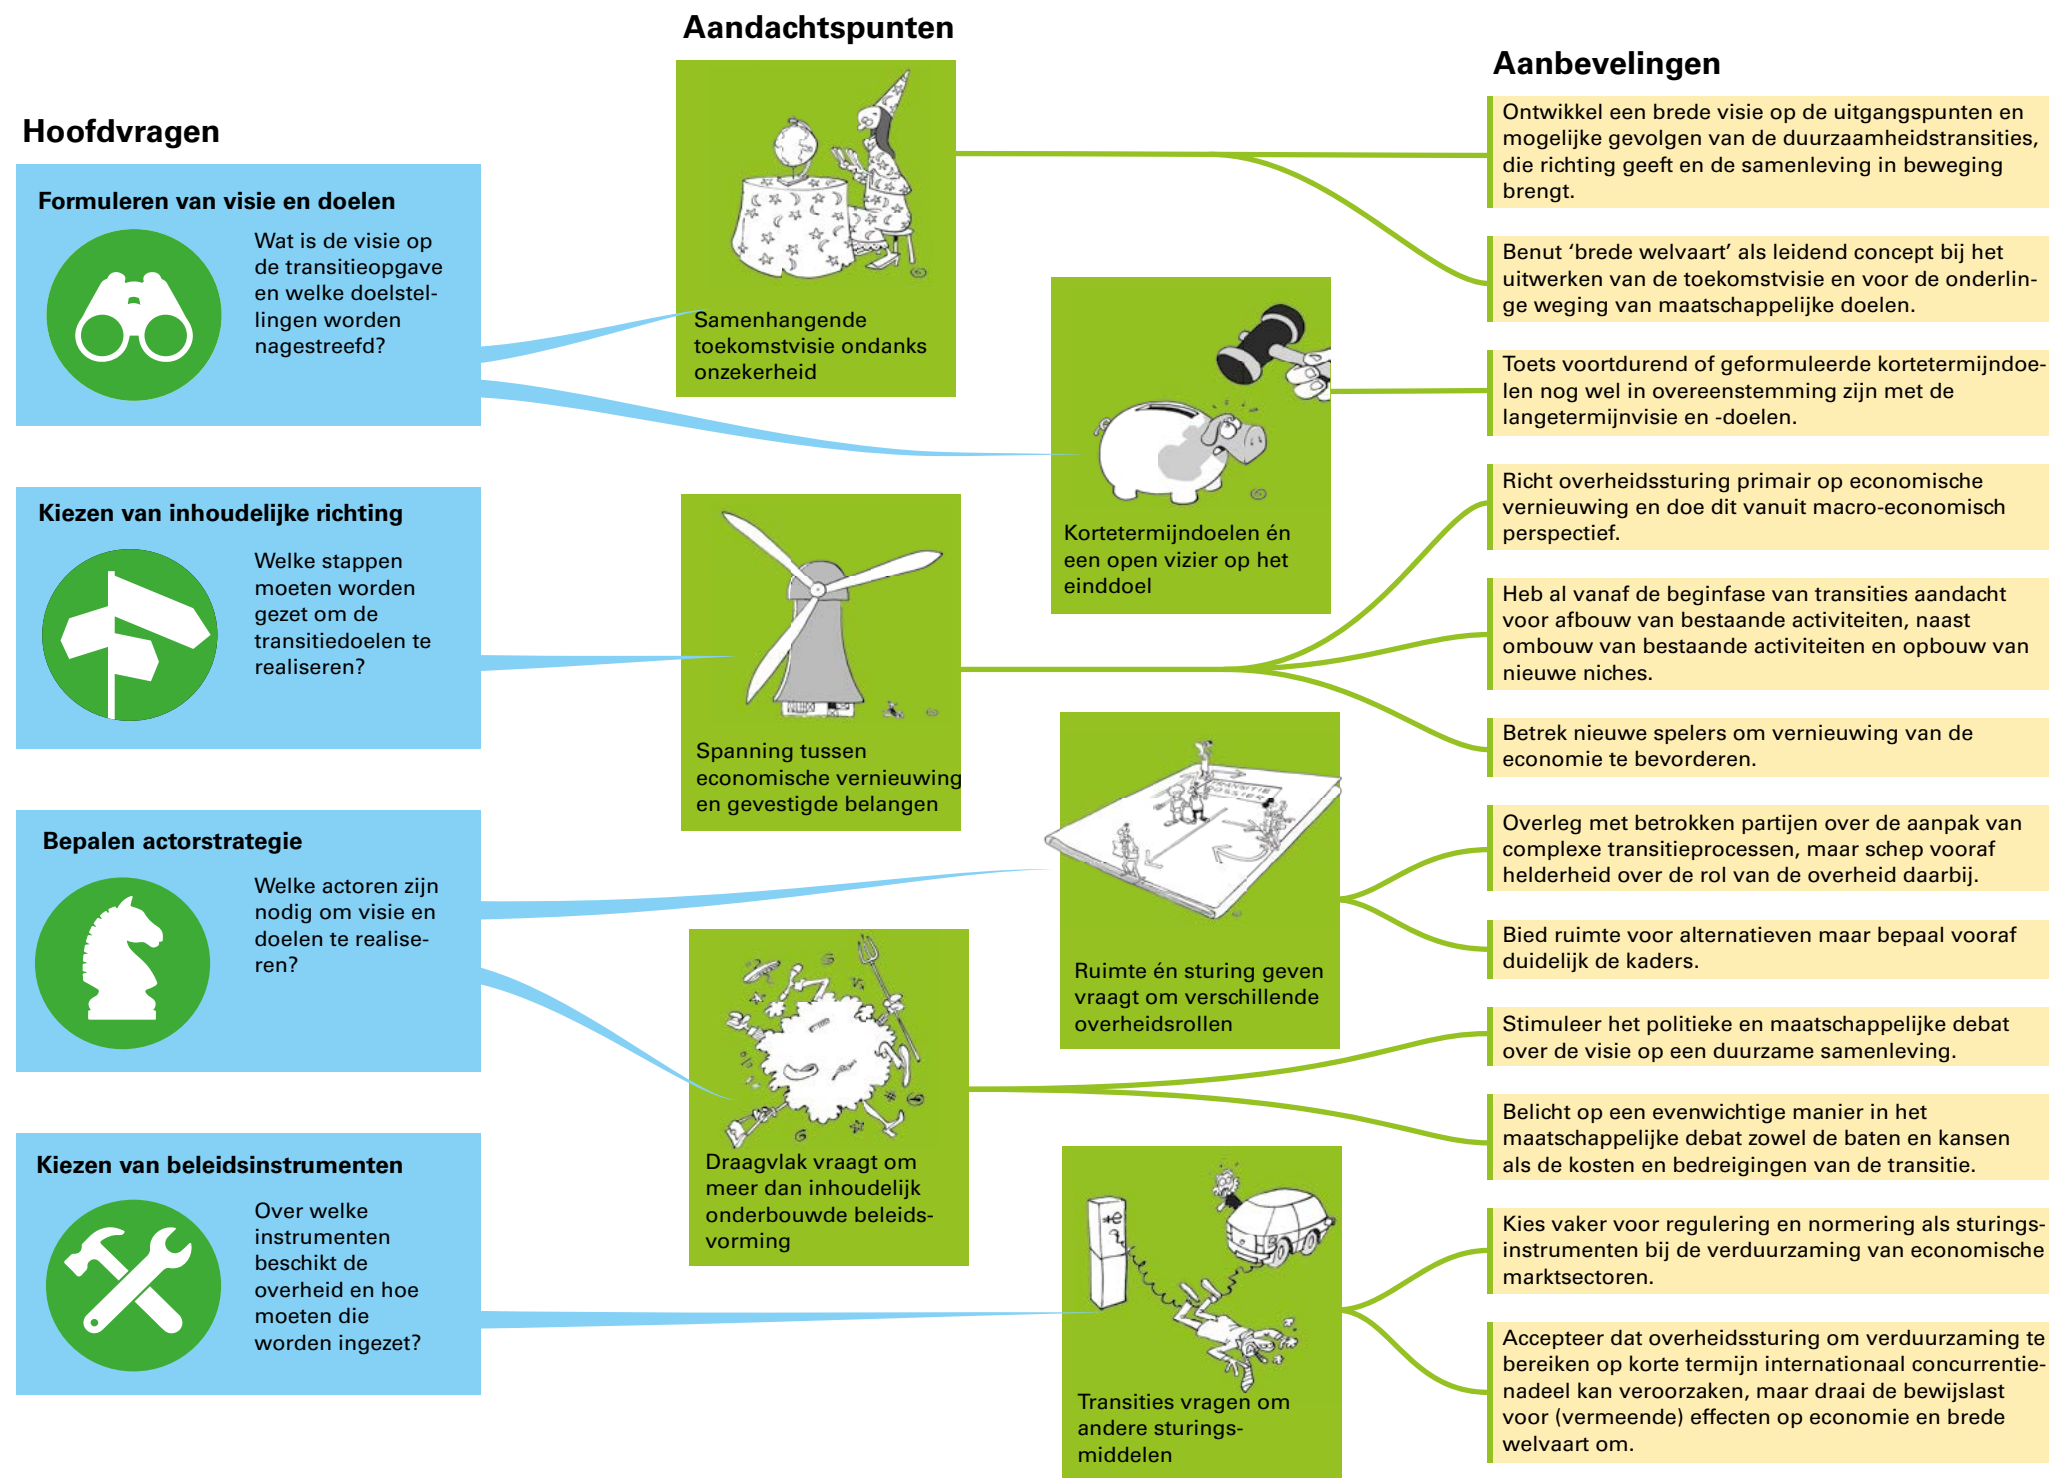 Aandachtspunten
Aanbevelingen
Hoofdvragen
Formuleren van visie en doelen
Wat is de visie op
de transitieopgave
en welke doelstel-
lingen worden
nagestreefd?
Kiezen van inhoudelijke richting
Welke stappen
moeten worden
gezet om de
transitiedoelen te
realiseren?
Bepalen actorstrategie
Welke actoren zijn
nodig om visie en
doelen te realise-
ren?
Kiezen van beleidsinstrumenten
Over welke
instrumenten
beschikt de
overheid en hoe
moeten die
worden ingezet?
Samenhangende
toekomstvisie ondanks
onzekerheid
Kortetermijndoelen én
een open vizier op het
einddoel
Spanning tussen
economische vernieuwing
en gevestigde belangen
TRANSITIE
DOSSIER
Ruimte én sturing geven
vraagt om verschillende
overheidsrollen
Draagvlak vraagt om
meer dan inhoudelijk
onderbouwde beleids-
vorming
+e
Transities vragen om
andere sturings-
middelen
Ontwikkel een brede visie op de uitgangspunten en
mogelijke gevolgen van de duurzaamheidstransities,
die richting geeft en de samenleving in beweging
brengt.
Benut ‘brede welvaart’ als leidend concept bij het
uitwerken van de toekomstvisie en voor de onderlin-
ge weging van maatschappelijke doelen.
Toets voortdurend of geformuleerde kortetermijndoe-
len nog wel in overeenstemming zijn met de
langetermijnvisie en -doelen.
Richt overheidssturing primair op economische
vernieuwing en doe dit vanuit macro-economisch
perspectief.
Heb al vanaf de beginfase van transities aandacht
voor afbouw van bestaande activiteiten, naast
ombouw van bestaande activiteiten en opbouw van
nieuwe niches.
Betrek nieuwe spelers om vernieuwing van de
economie te bevorderen.
Overleg met betrokken partijen over de aanpak van
complexe transitieprocessen, maar schep vooraf
helderheid over de rol van de overheid daarbij.
Bied ruimte voor alternatieven maar bepaal vooraf
duidelijk de kaders.
Stimuleer het politieke en maatschappelijke debat
over de visie op een duurzame samenleving.
Belicht op een evenwichtige manier in het
maatschappelijke debat zowel de baten en kansen
als de kosten en bedreigingen van de transitie.
Kies vaker voor regulering en normering als sturings-
instrumenten bij de verduurzaming van economische
marktsectoren.
Accepteer dat overheidssturing om verduurzaming te
bereiken op korte termijn internationaal concurrentie-
nadeel kan veroorzaken, maar draai de bewijslast
voor (vermeende) effecten op economie en brede
welvaart om.